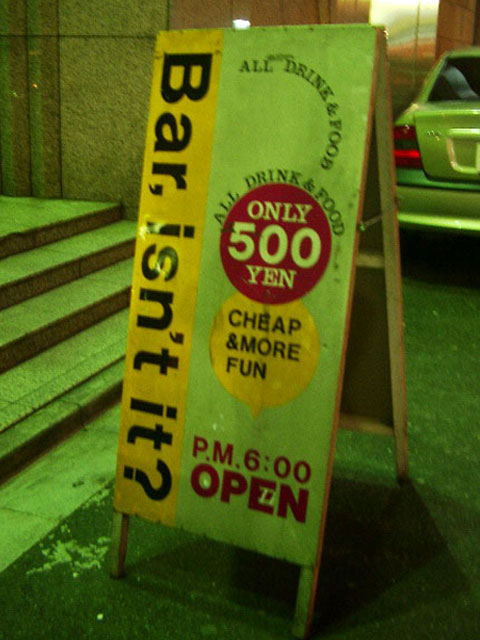 Bar, isn't it?
ALL DRINK & FOOD
ALL DRINK & FOOD
ONLY
500
YEN
CHEAP
&MORE
FUN
P.M.6:00
OPEN